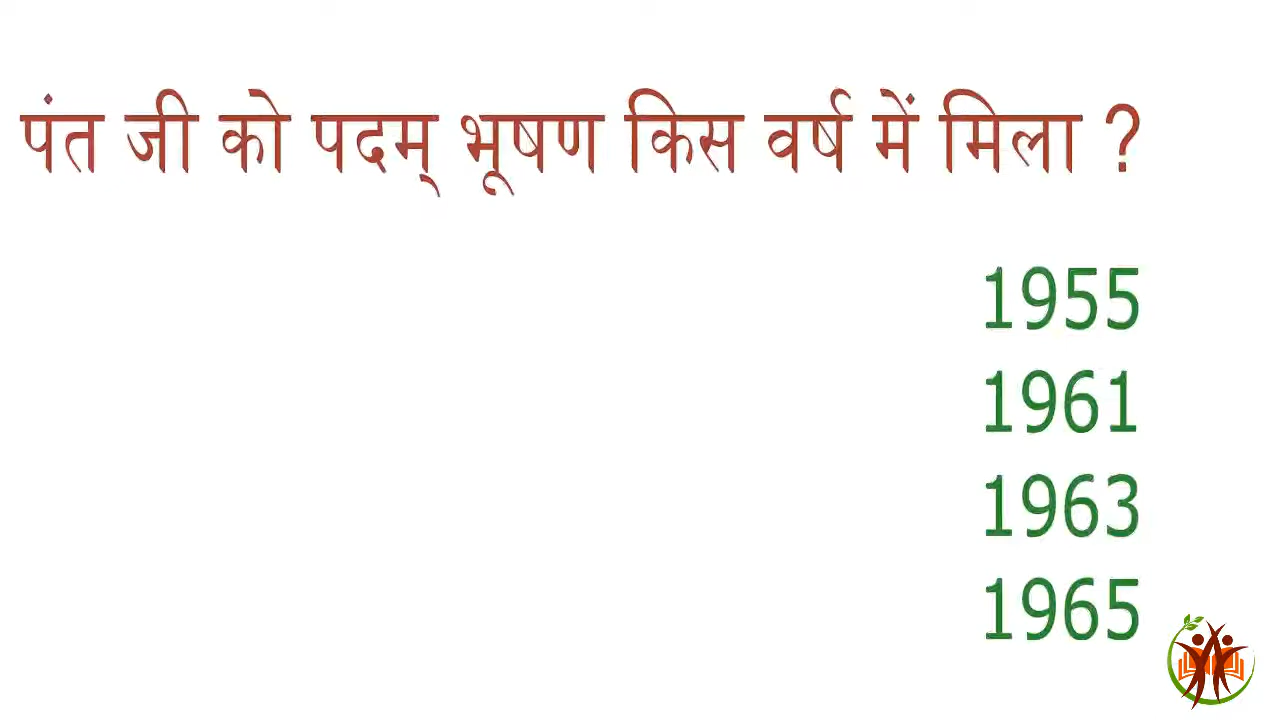 पंत जी को पदम् भूषण किस वर्ष में मिला ?
1955
1961
1963
1965